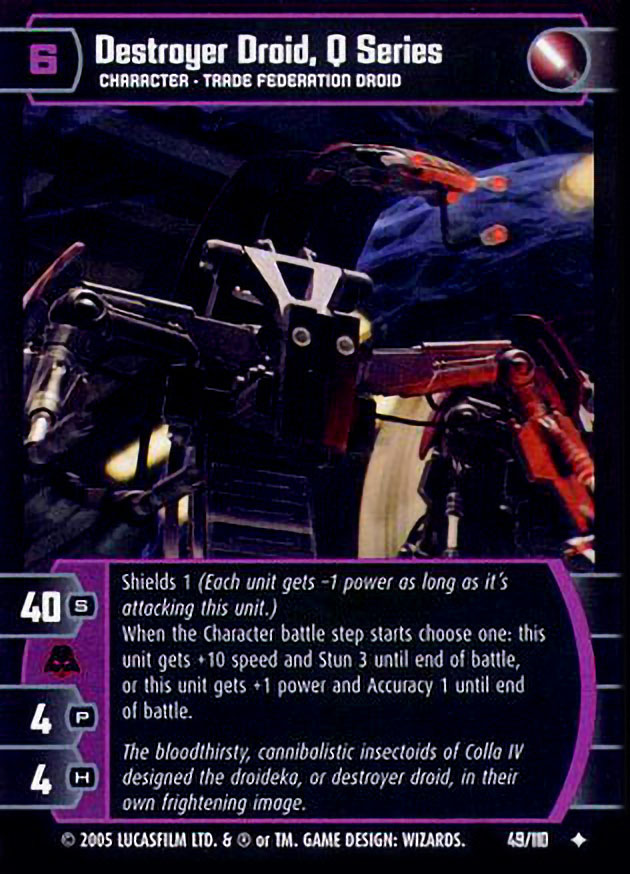 6
Destroyer Droid, Q Series
CHARACTER · TRADE FEDERATION DROID
Shields 1 (Each unit gets –1 power as long as it's
attacking this unit.)
When the Character battle step starts choose one: this
unit gets +10 speed and Stun 3 until end of battle,
or this unit gets +1 power and Accuracy 1 until end
of battle.
The bloodthirsty, cannibalistic insectoids of Colla IV
designed the droideka, or destroyer droid, in their
own frightening image.
40 S
4 P
4 H
© 2005 LUCASFILM LTD. & ® or TM. GAME DESIGN: WIZARDS. 49/110